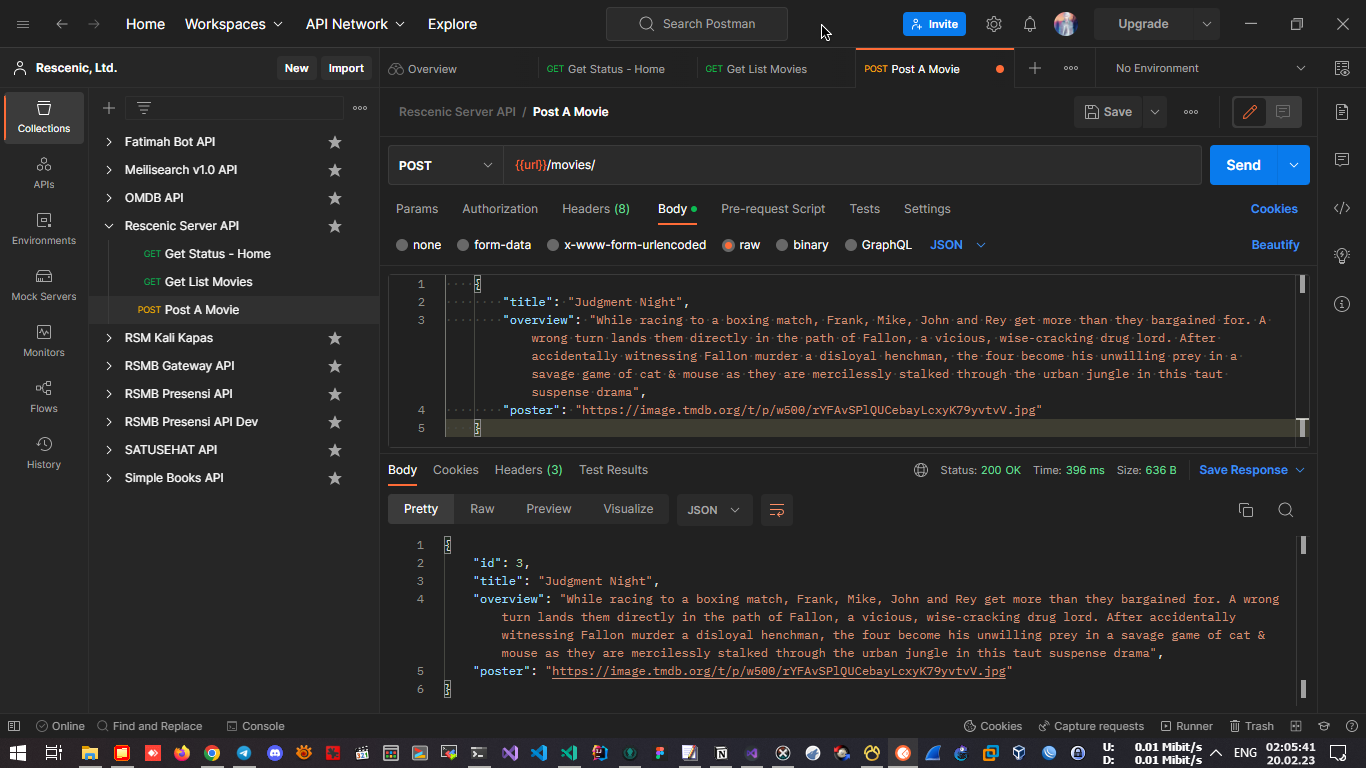 Home Workspaces API Network Explore Search Postman Invite Upgrade
Rescenic, Ltd. New Import Overview GET Get Status - Home GET Get List Movies POST Post A Movie No Environment
Collections
APIs
Environments
Mock Servers
Monitors
Flows
History
Fatimah Bot API
Meilisearch v1.0 API
OMDB API
Rescenic Server API
GET Get Status - Home
GET Get List Movies
POST Post A Movie
RSM Kali Kapas
RSMB Gateway API
RSMB Presensi API
RSMB Presensi API Dev
SATUSEHAT API
Simple Books API
Rescenic Server API / Post A Movie Save
POST {{url}}/movies/ Send
Params Authorization Headers (8) Body Pre-request Script Tests Settings Cookies
none form-data x-www-form-urlencoded raw binary GraphQL JSON Beautify
1 {
2 "title": "Judgment Night",
3 "overview": "While racing to a boxing match, Frank, Mike, John and Rey get more than they bargained for. A
wrong turn lands them directly in the path of Fallon, a vicious, wise-cracking drug lord. After
accidentally witnessing Fallon murder a disloyal henchman, the four become his unwilling prey in a
savage game of cat & mouse as they are mercilessly stalked through the urban jungle in this taut
suspense drama",
4 "poster": "https://image.tmdb.org/t/p/w500/rYFAvSPlQUCebayLcxyK79yvtvV.jpg"
5 }
Body Cookies Headers (3) Test Results Status: 200 OK Time: 396 ms Size: 636 B Save Response
Pretty Raw Preview Visualize JSON
1 {
2 "id": 3,
3 "title": "Judgment Night",
4 "overview": "While racing to a boxing match, Frank, Mike, John and Rey get more than they bargained for. A wrong
turn lands them directly in the path of Fallon, a vicious, wise-cracking drug lord. After accidentally
witnessing Fallon murder a disloyal henchman, the four become his unwilling prey in a savage game of cat &
mouse as they are mercilessly stalked through the urban jungle in this taut suspense drama",
5 "poster": "https://image.tmdb.org/t/p/w500/rYFAvSPlQUCebayLcxyK79yvtvV.jpg"
6 }
Online Find and Replace Console Cookies Capture requests Runner Trash
U: 0.01 Mibit/s
D: 0.01 Mibit/s
ENG
02:05:41
20.02.23